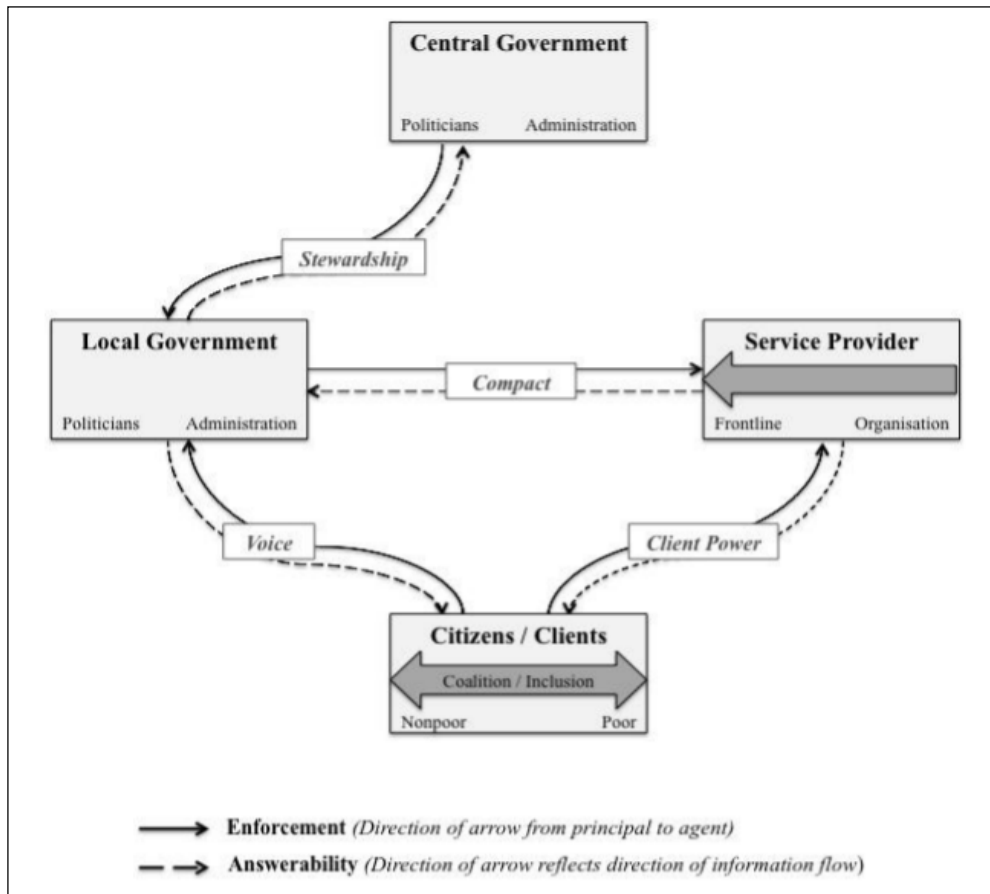 Central Government
Politicians Administration
Stewardship
Local Government
Politicians Administration
Compact
Service Provider
Frontline Organisation
Voice
Client Power
Citizens / Clients
Coalition / Inclusion
Nonpoor Poor
Enforcement (Direction of arrow from principal to agent)
Answerability (Direction of arrow reflects direction of information flow)